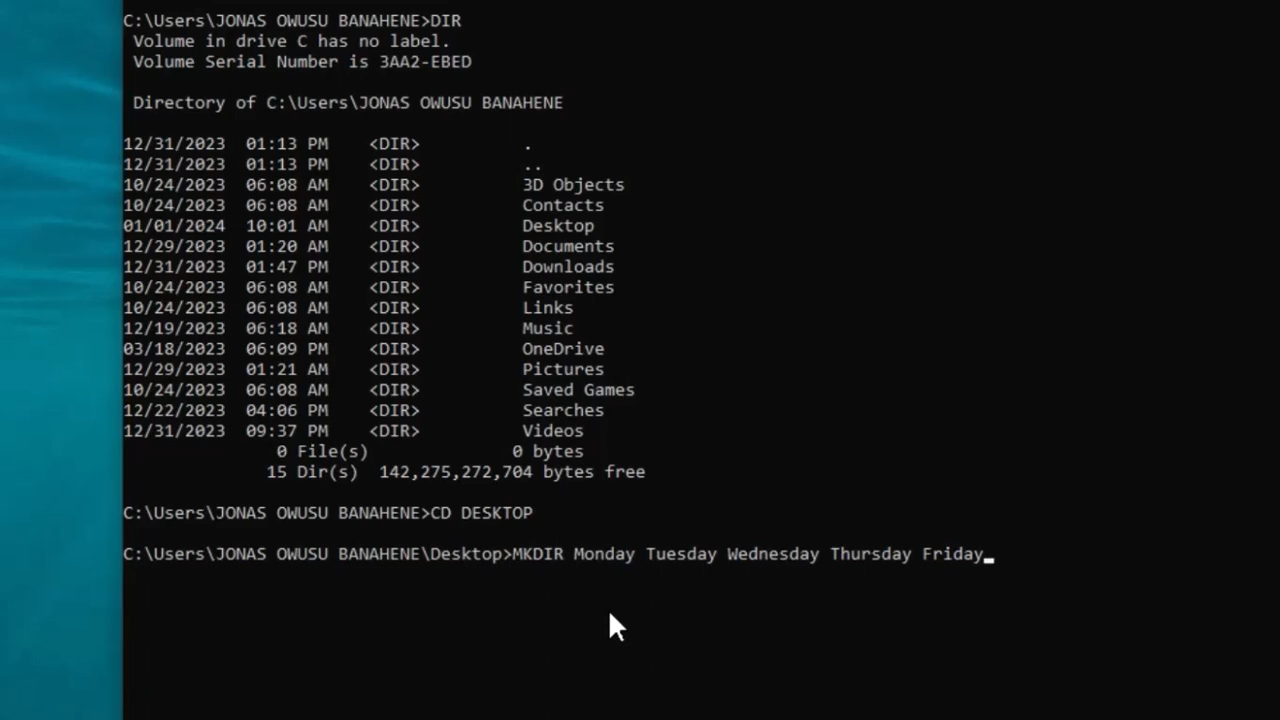 C:\Users\JONAS OWUSU BANAHENE>DIR
Volume in drive C has no label.
Volume Serial Number is 3AA2-EBED
Directory of C:\Users\JONAS OWUSU BANAHENE
12/31/2023 01:13 PM <DIR> .
12/31/2023 01:13 PM <DIR> ..
10/24/2023 06:08 AM <DIR> 3D Objects
10/24/2023 06:08 AM <DIR> Contacts
01/01/2024 10:01 AM <DIR> Desktop
12/29/2023 01:20 AM <DIR> Documents
12/31/2023 01:47 PM <DIR> Downloads
10/24/2023 06:08 AM <DIR> Favorites
10/24/2023 06:08 AM <DIR> Links
12/19/2023 06:18 AM <DIR> Music
03/18/2023 06:09 PM <DIR> OneDrive
12/29/2023 01:21 AM <DIR> Pictures
10/24/2023 06:08 AM <DIR> Saved Games
12/22/2023 04:06 PM <DIR> Searches
12/31/2023 09:37 PM <DIR> Videos
0 File(s) 0 bytes
15 Dir(s) 142,275,272,704 bytes free
C:\Users\JONAS OWUSU BANAHENE>CD DESKTOP
C:\Users\JONAS OWUSU BANAHENE\Desktop>MKDIR Monday Tuesday Wednesday Thursday Friday